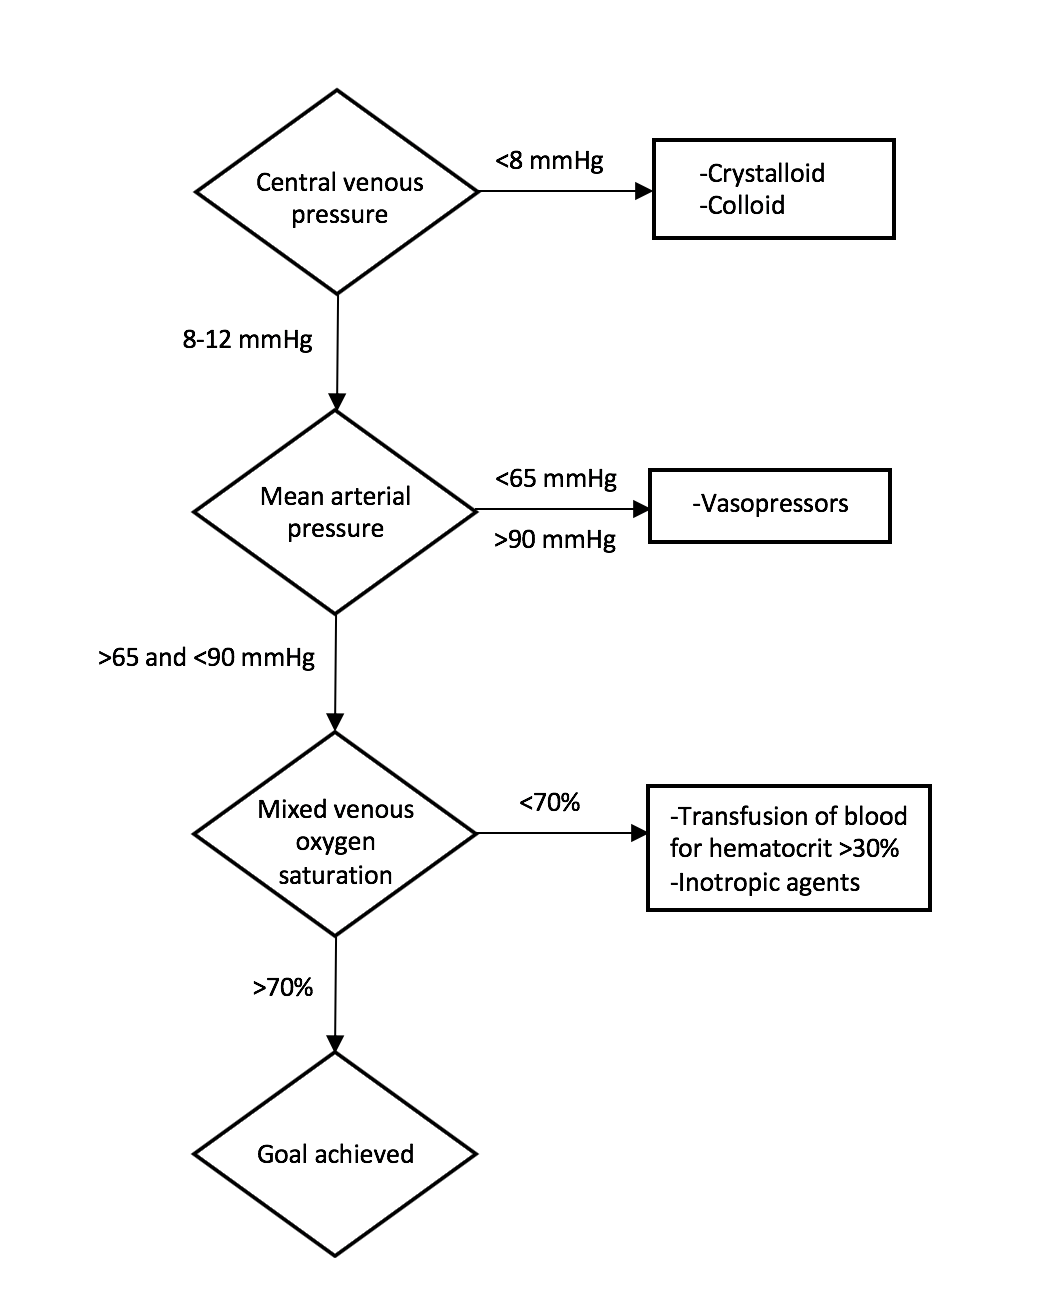 Central venous
pressure
<8 mmHg
-Crystalloid
-Colloid
8-12 mmHg
Mean arterial
pressure
<65 mmHg
>90 mmHg
-Vasopressors
>65 and <90 mmHg
Mixed venous
oxygen
saturation
<70%
-Transfusion of blood
for hematocrit >30%
-Inotropic agents
>70%
Goal achieved